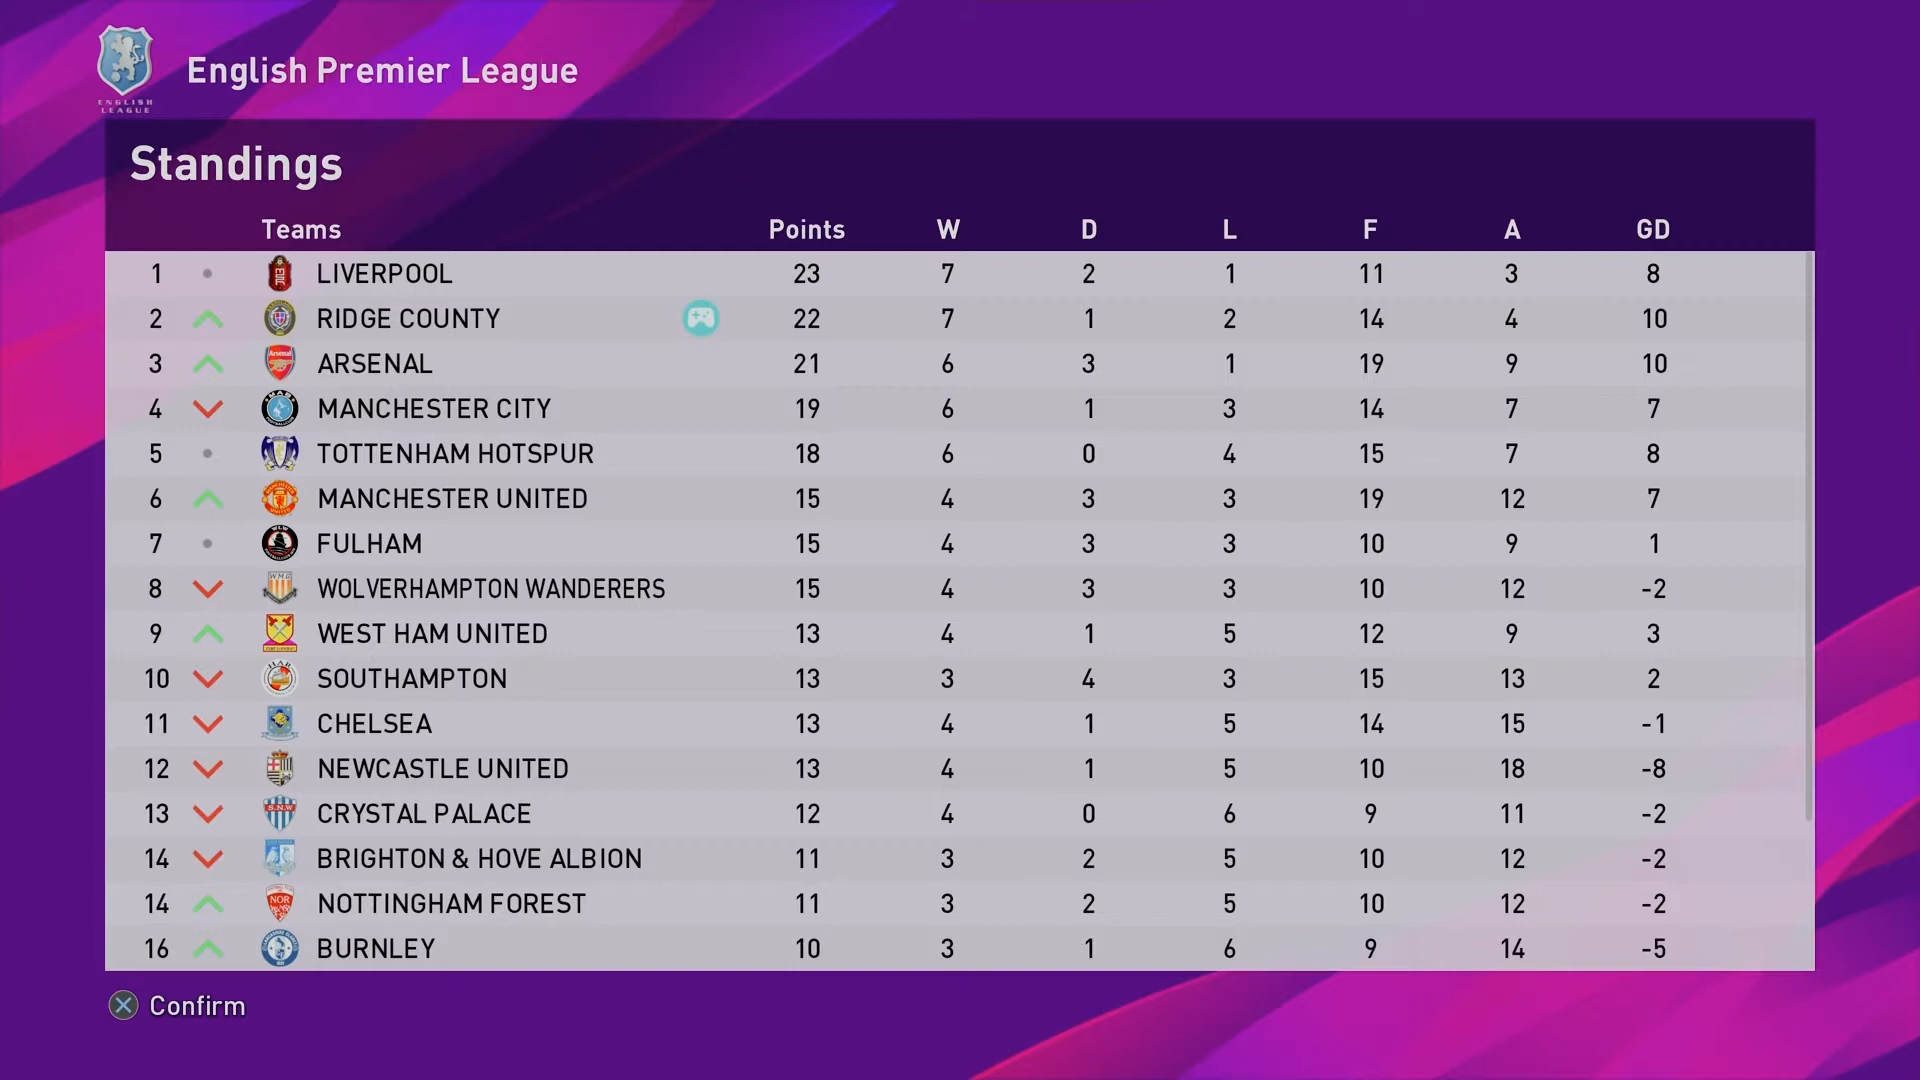 English Premier League
ENGLISH
LEAGUE
Standings
Teams Points W D L F A GD
1 LIVERPOOL 23 7 2 1 11 3 8
2 RIDGE COUNTY 22 7 1 2 14 4 10
3 Arsenal ARSENAL 21 6 3 1 19 9 10
4 MANCHESTER CITY 19 6 1 3 14 7 7
5 TOTTENHAM HOTSPUR 18 6 0 4 15 7 8
6 MANCHESTER UNITED 15 4 3 3 19 12 7
7 FULHAM 15 4 3 3 10 9 1
8 WOLVERHAMPTON WANDERERS 15 4 3 3 10 12 -2
9 WEST HAM UNITED 13 4 1 5 12 9 3
10 SOUTHAMPTON 13 3 4 3 15 13 2
11 CHELSEA 13 4 1 5 14 15 -1
12 NEWCASTLE UNITED 13 4 1 5 10 18 -8
13 S.N.W CRYSTAL PALACE 12 4 0 6 9 11 -2
14 BRIGHTON & HOVE ALBION 11 3 2 5 10 12 -2
14 NOR NOTTINGHAM FOREST 11 3 2 5 10 12 -2
16 BURNLEY 10 3 1 6 9 14 -5
Confirm